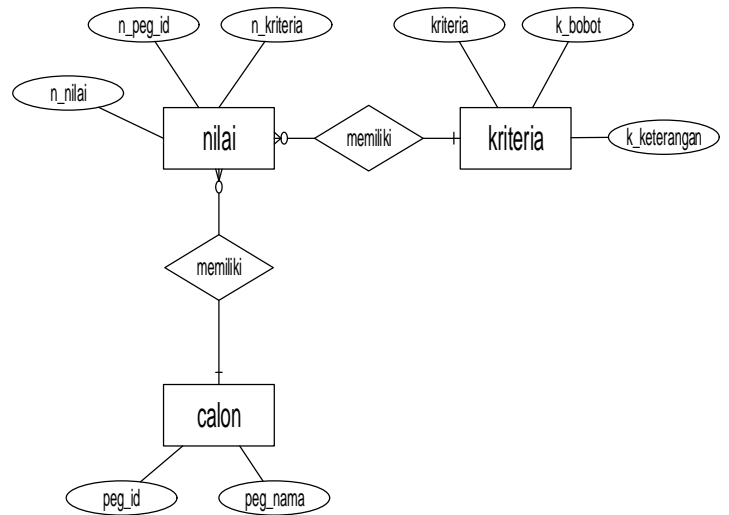 n_peg_id
n_kriteria
kriteria
k_bobot
n_nilai
nilai
memiliki
kriteria
k_keterangan
memiliki
calon
peg_id
peg_nama